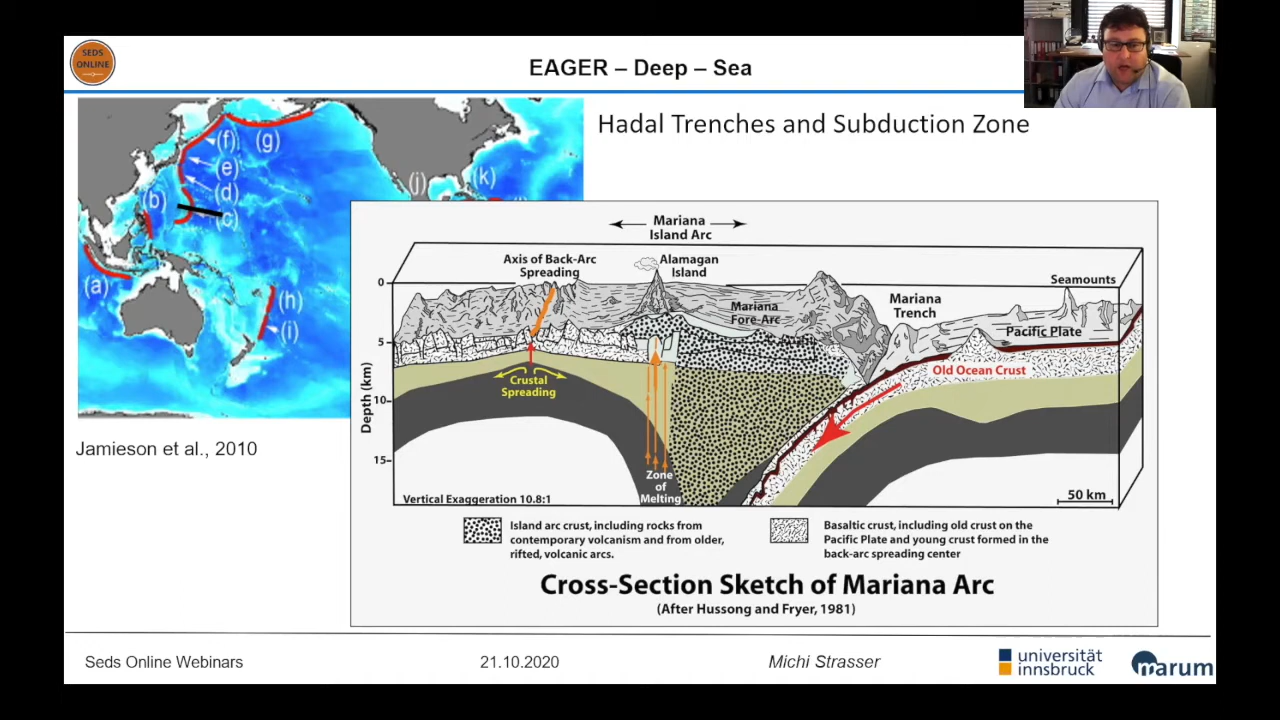 SEDS
ONLINE
EAGER – Deep – Sea
Hadal Trenches and Subduction Zone
(f)
(g)
(e)
(d)
(b)
(c)
(a)
(h)
(i)
(j)
(k)
Jamieson et al., 2010
Mariana
Island Arc
Axis of Back-Arc
Spreading
Alamagan
Island
Seamounts
Mariana
Fore-Arc
Mariana
Trench
Pacific Plate
Old Ocean Crust
Crustal
Spreading
Depth (km)
0
5
10
15
Zone
of
Melting
Vertical Exaggeration 10.8:1
50 km
Island arc crust, including rocks from
contemporary volcanism and from older,
rifted, volcanic arcs.
Basaltic crust, including old crust on the
Pacific Plate and young crust formed in the
back-arc spreading center
Cross-Section Sketch of Mariana Arc
(After Hussong and Fryer, 1981)
Seds Online Webinars
21.10.2020
Michi Strasser
universität
innsbruck
marum